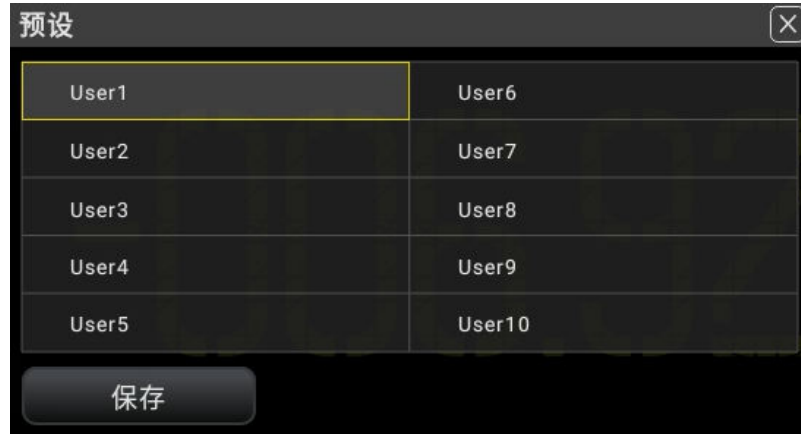 预设
User1
User6
User2
User7
User3
User8
User4
User9
User5
User10
保存